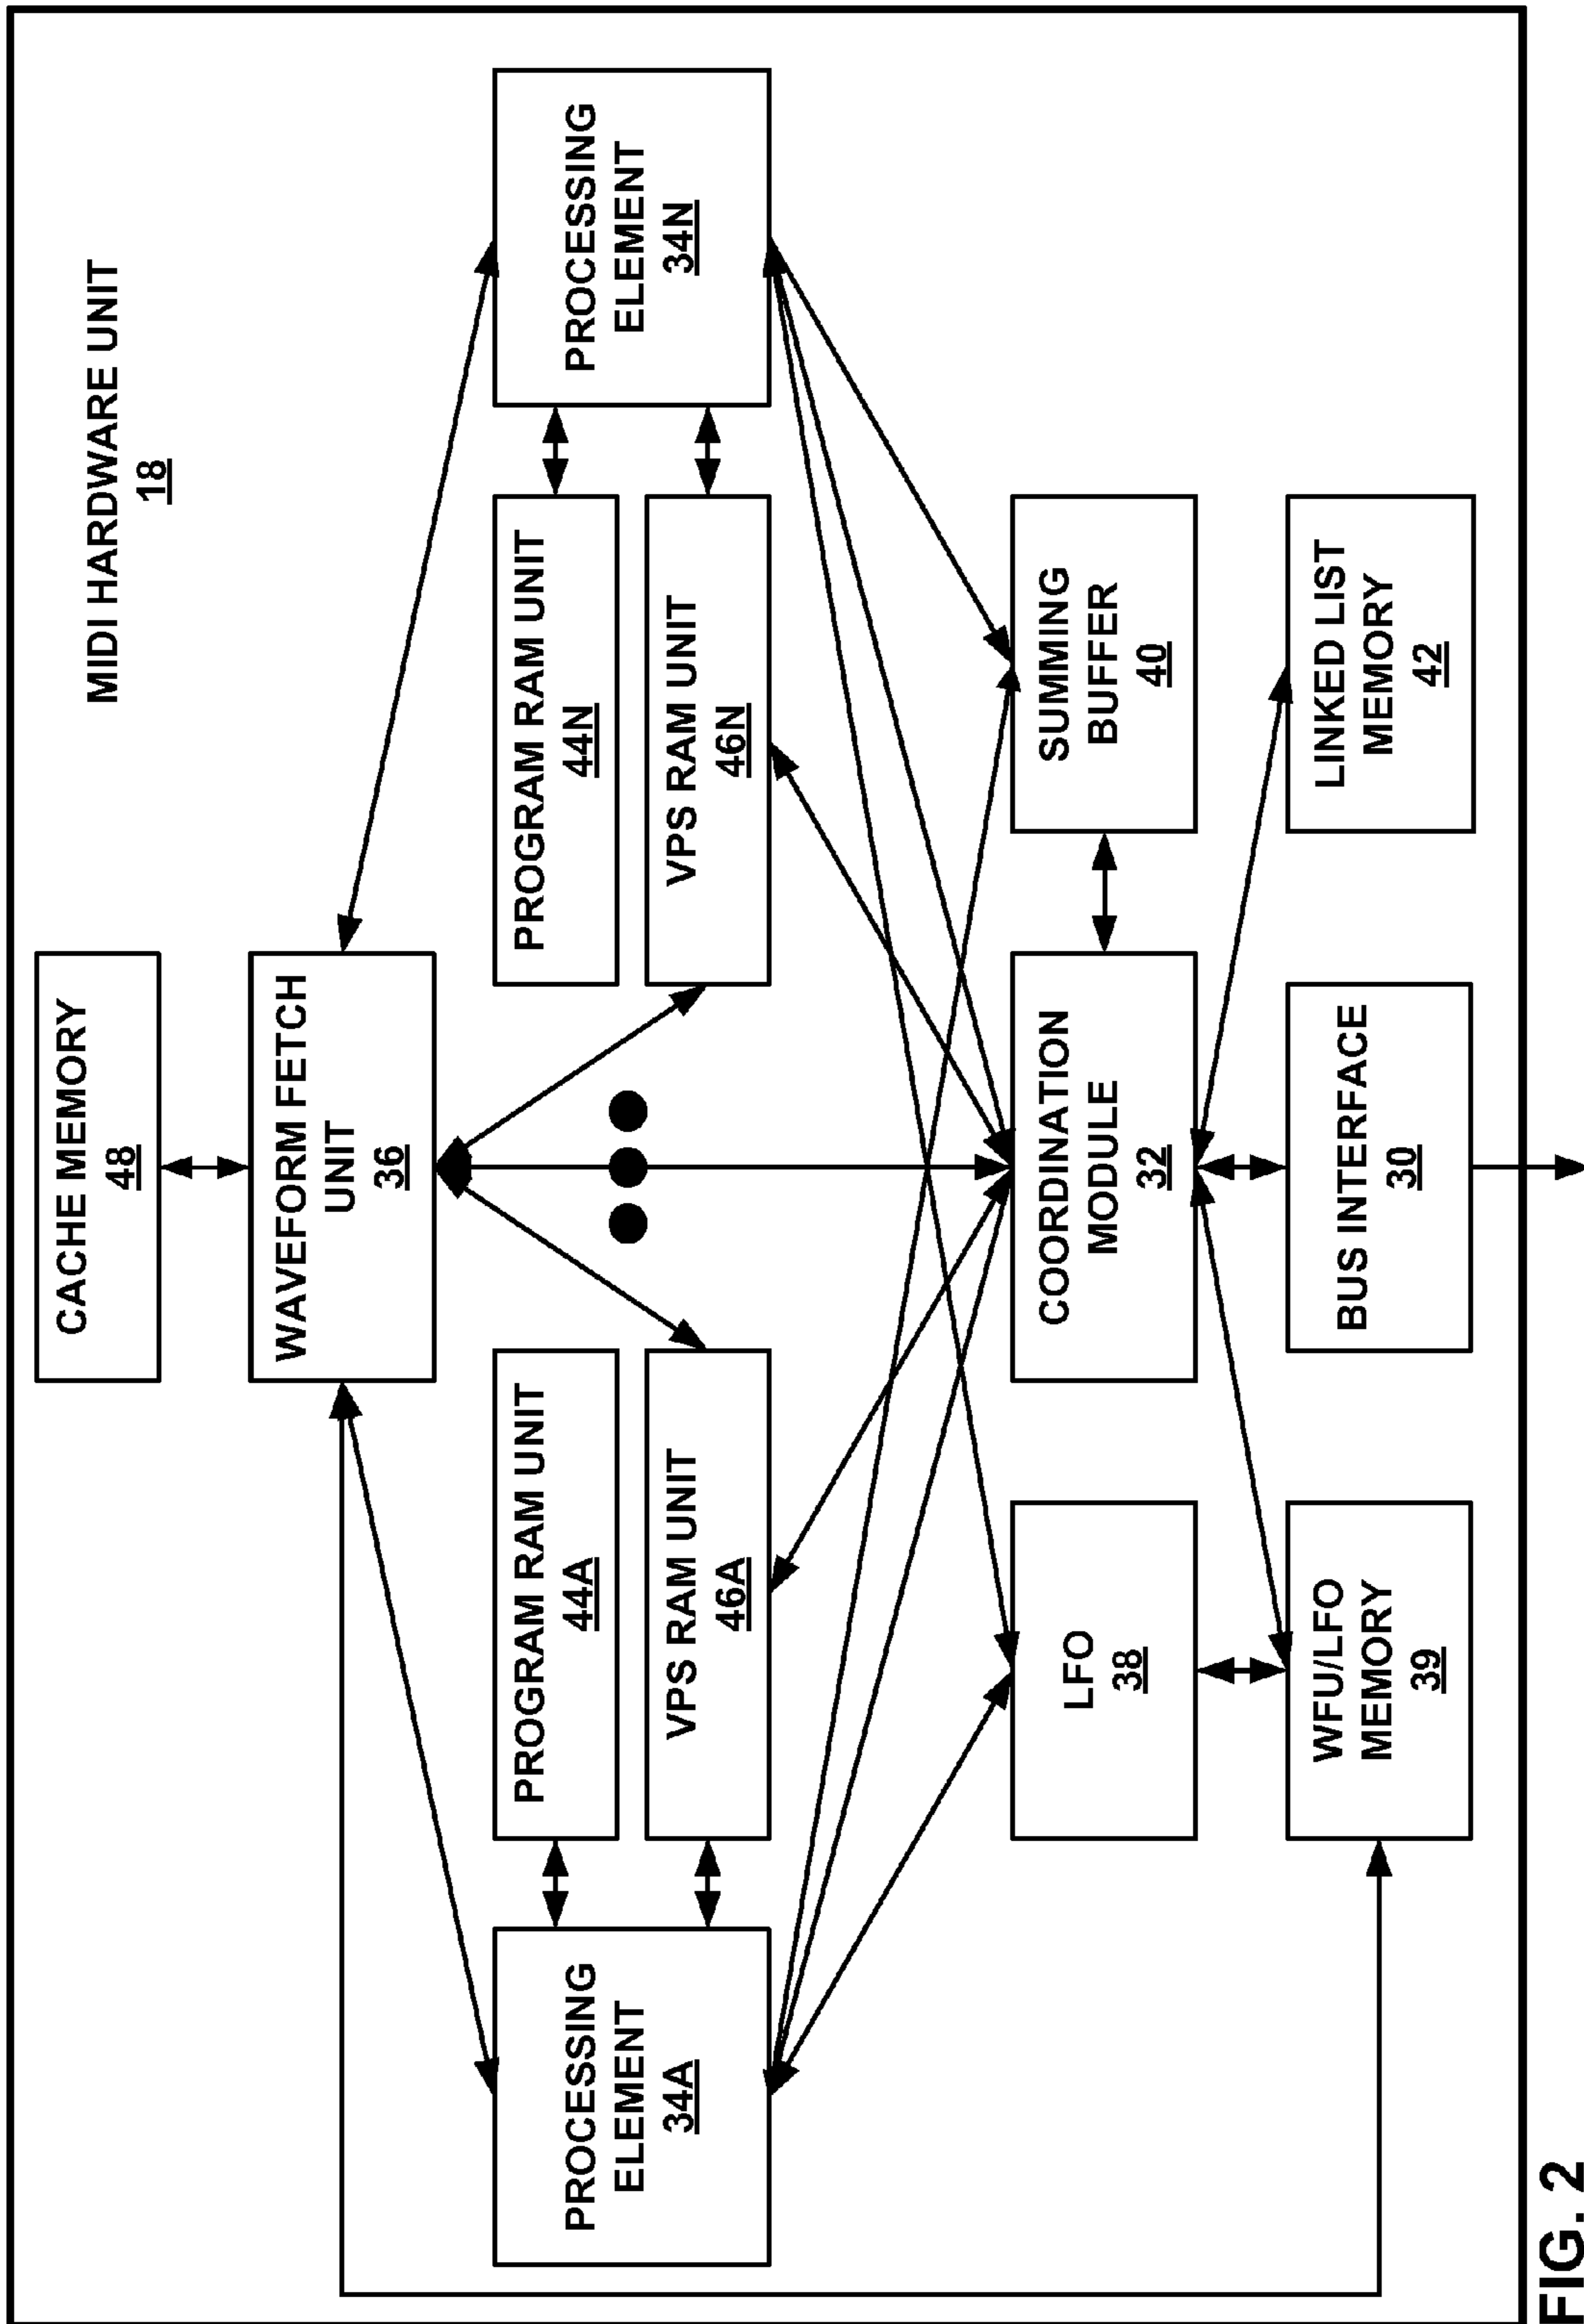 MIDI HARDWARE UNIT
18
CACHE MEMORY
48
WAVEFORM FETCH
UNIT
36
PROCESSING
ELEMENT
34A
PROGRAM RAM UNIT
44A
VPS RAM UNIT
46A
PROGRAM RAM UNIT
44N
VPS RAM UNIT
46N
PROCESSING
ELEMENT
34N
LFO
38
COORDINATION
MODULE
32
SUMMING
BUFFER
40
WFU/LFO
MEMORY
39
BUS INTERFACE
30
LINKED LIST
MEMORY
42
FIG. 2